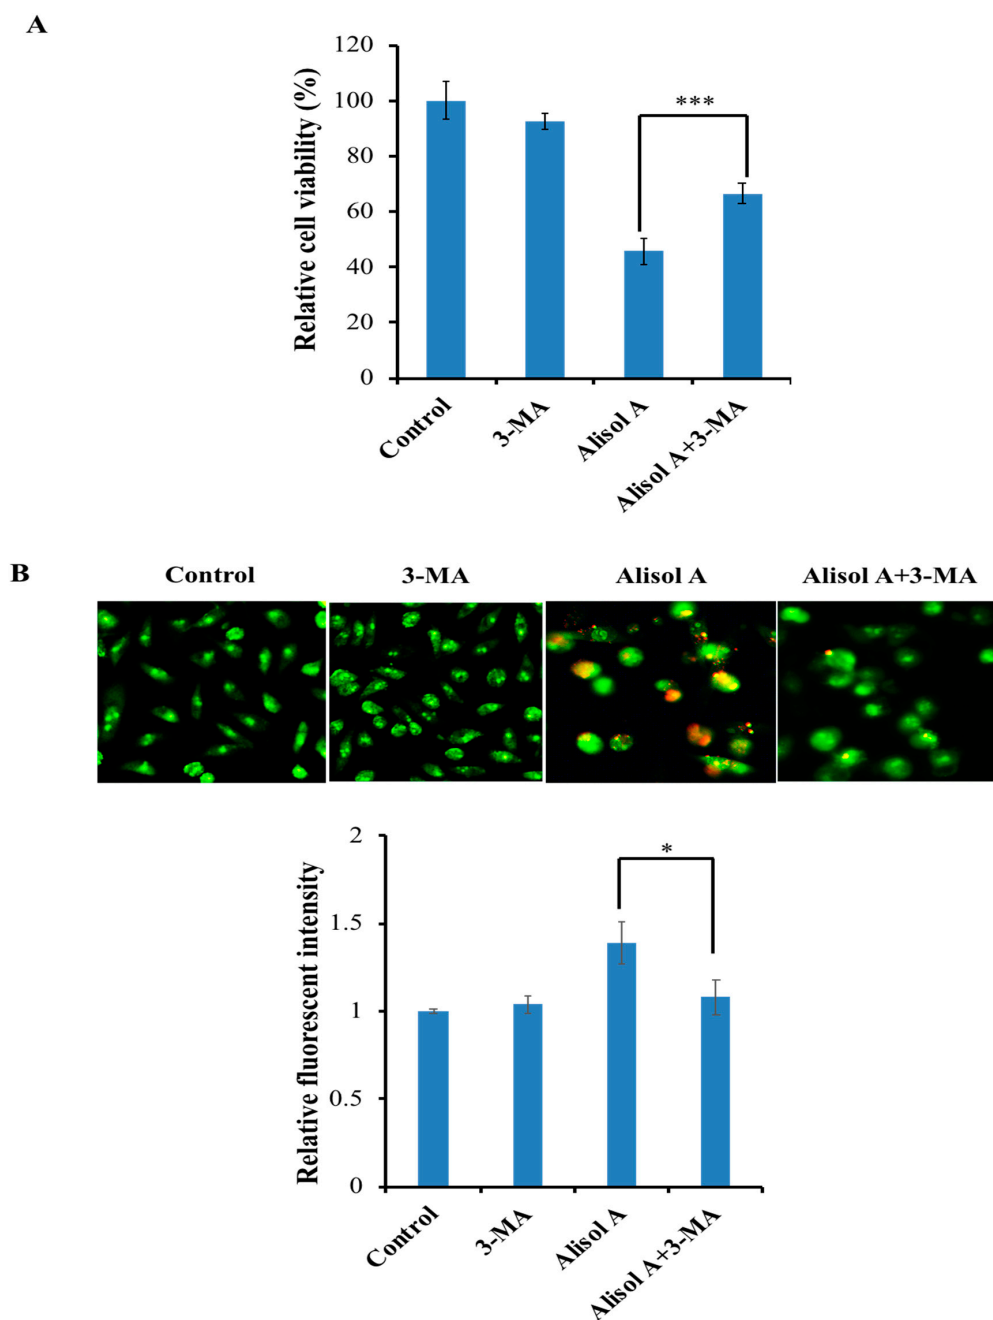 A
Relative cell viability (%)
120
100
80
60
40
20
0
***
Control
3-MA
Alisol A
Alisol A+3-MA
B
Control 3-MA Alisol A Alisol A+3-MA
Relative fluorescent intensity
2
1.5
1
0.5
0
*
Control
3-MA
Alisol A
Alisol A+3-MA